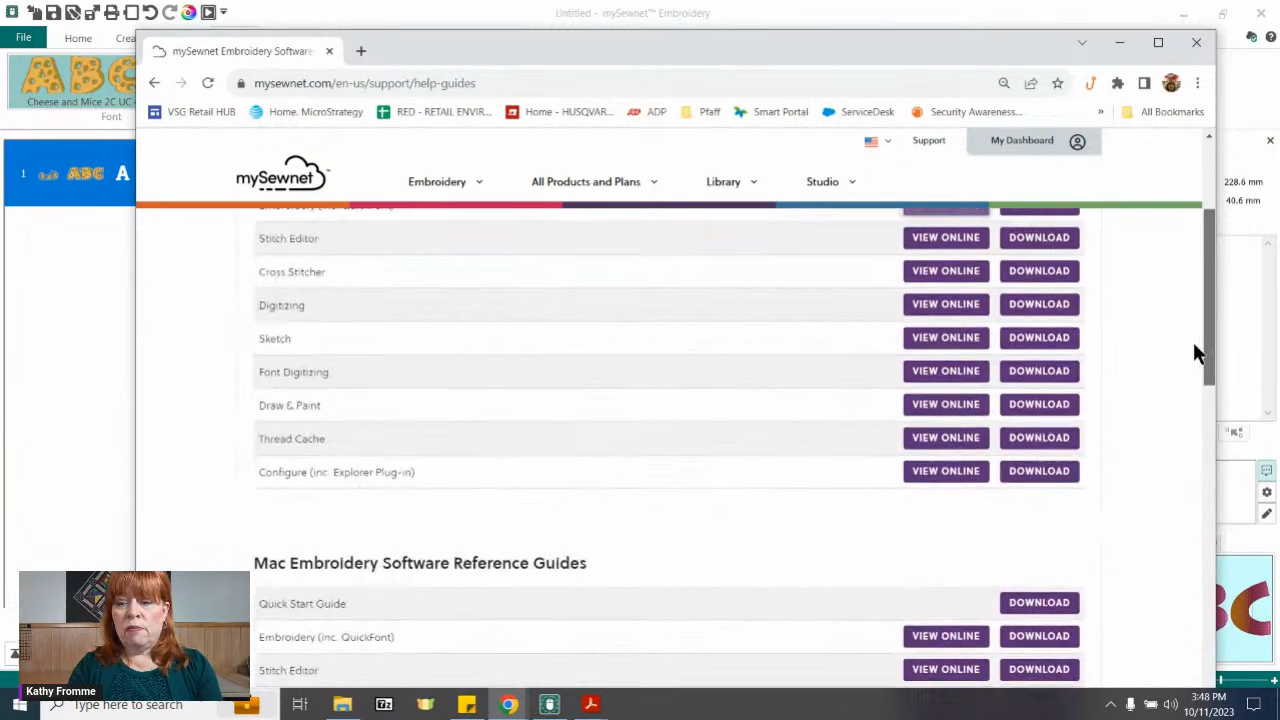 Untitled - mySewnet™ Embroidery
File
Home
Crea
ABC
Cheese and Mice 2C UC
Font
1 ABC A
mySewnet Embroidery Software
mysewnet.com/en-us/support/help-guides
VSG Retail HUB
Home. MicroStrategy
RED - RETAIL ENVIR...
Home - HUSQVAR...
ADP
Pfaff
Smart Portal
ServiceDesk
Security Awareness...
»
All Bookmarks
Support
My Dashboard
mySewnet™
Embroidery
All Products and Plans
Library
Studio
228.6 mm
40.6 mm
Stitch Editor VIEW ONLINE DOWNLOAD
Cross Stitcher VIEW ONLINE DOWNLOAD
Digitizing VIEW ONLINE DOWNLOAD
Sketch VIEW ONLINE DOWNLOAD
Font Digitizing VIEW ONLINE DOWNLOAD
Draw & Paint VIEW ONLINE DOWNLOAD
Thread Cache VIEW ONLINE DOWNLOAD
Configure (inc. Explorer Plug-in) VIEW ONLINE DOWNLOAD
Mac Embroidery Software Reference Guides
Quick Start Guide DOWNLOAD
Embroidery (inc. QuickFont) VIEW ONLINE DOWNLOAD
Stitch Editor VIEW ONLINE DOWNLOAD
Kathy Fromme
Type here to search
3:48 PM
10/11/2023